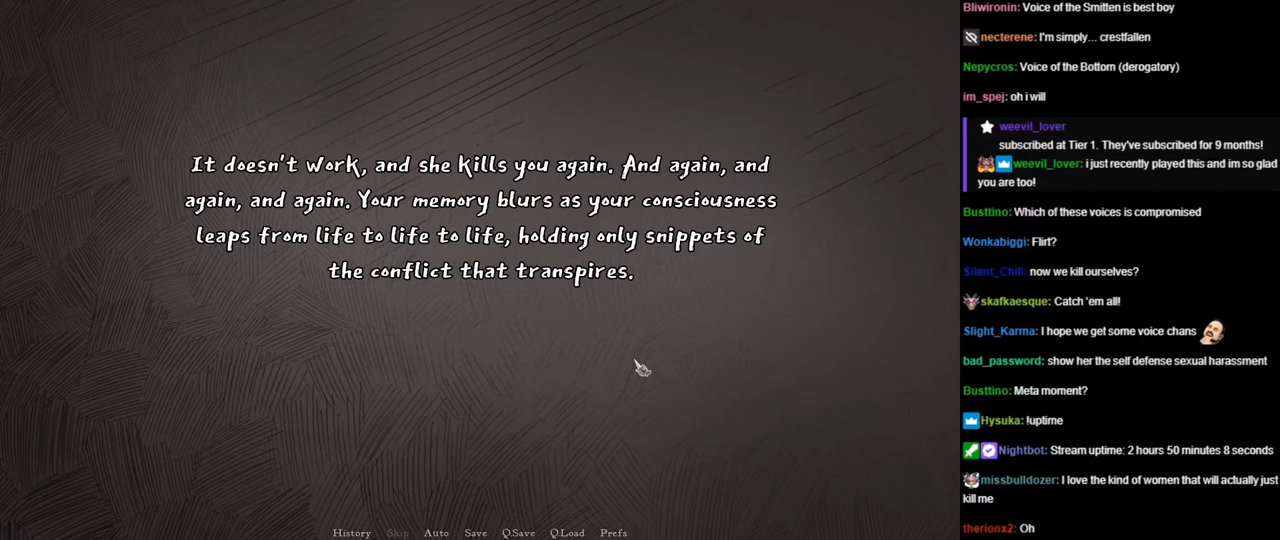 It doesn't work, and she kills you again. And again, and
again, and again. Your memory blurs as your consciousness
leaps from life to life to life, holding only snippets of
the conflict that transpires.
History Skip Auto Save Q.Save Q.Load Prefs
Bliwironin: Voice of the Smitten is best boy
necterene: I'm simply... crestfallen
Nepycros: Voice of the Bottom (derogatory)
im_spej: oh i will
weevil_lover
subscribed at Tier 1. They've subscribed for 9 months!
weevil_lover: i just recently played this and im so glad
you are too!
Busttino: Which of these voices is compromised
Wonkabiggi: Flirt?
Silent_Chili: now we kill ourselves?
skafkaesque: Catch 'em all!
Slight_Karma: I hope we get some voice chans
bad_password: show her the self defense sexual harassment
Busttino: Meta moment?
Hysuka: !uptime
Nightbot: Stream uptime: 2 hours 50 minutes 8 seconds
missbulldozer: I love the kind of women that will actually just
kill me
therionx2: Oh